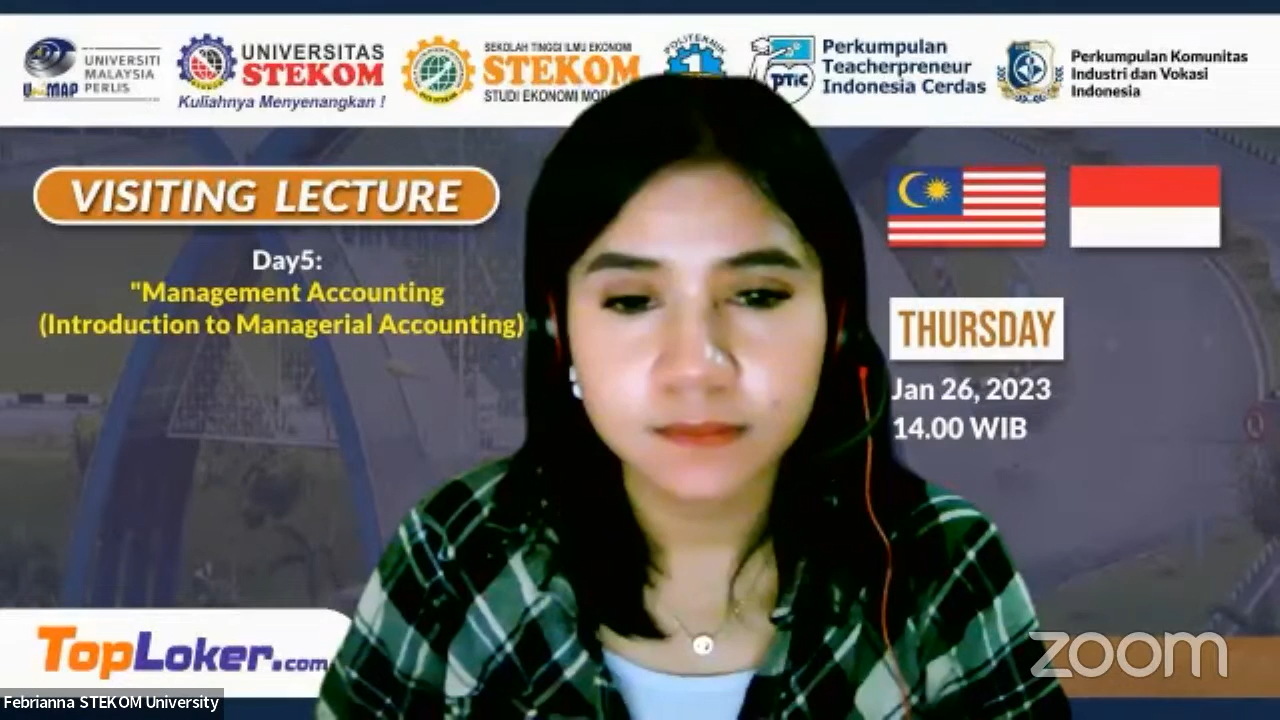 UNIVERSITI
MALAYSIA
PERLIS
UniMAP
UNIVERSITAS
STEKOM
Kuliahnya Menyenangkan !
SEKOLAH TINGGI ILMU EKONOMI
STEKOM
STUDI EKONOMI
POLITEKNIK
1
PTIC
Perkumpulan
Teacherpreneur
Indonesia Cerdas
Perkumpulan Komunitas
Industri dan Vokasi
Indonesia
VISITING LECTURE
Day5:
"Management Accounting
(Introduction to Managerial Accounting)
THURSDAY
Jan 26, 2023
14.00 WIB
TopLoker.com
Febrianna STEKOM University
zoom